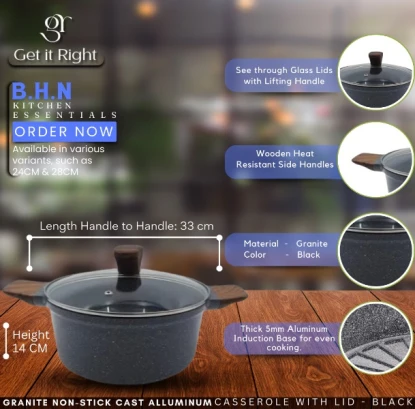 gr
Get it Right
B.H.N
KITCHEN
ESSENTIALS
ORDER NOW
Available in various
variants, such as
24CM & 28CM
See through Glass Lids
with Lifting Handle
Wooden Heat
Resistant Side Handles
Length Handle to Handle: 33 cm
Material - Granite
Color - Black
Height
14 CM
Thick 5mm Aluminum
Induction Base for even
cooking.
GRANITE NON-STICK CAST ALLUMINUM CASSEROLE WITH LID - BLACK